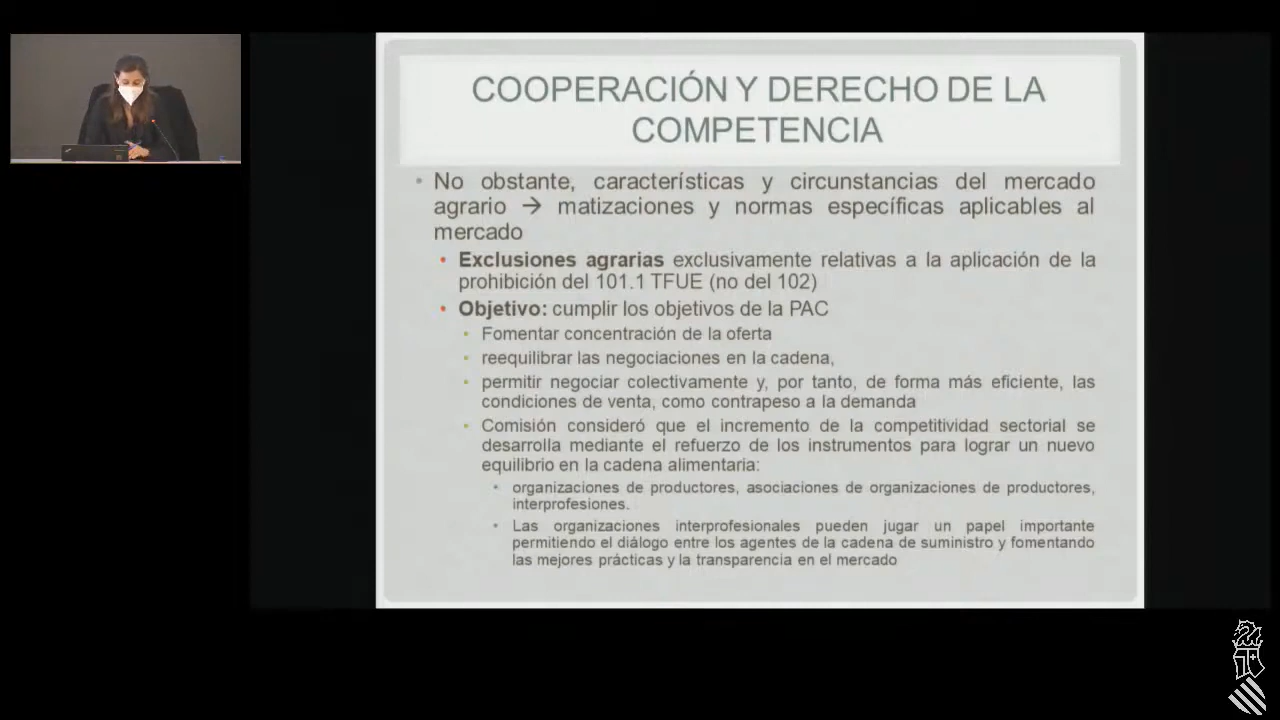 COOPERACIÓN Y DERECHO DE LA
COMPETENCIA
• No obstante, características y circunstancias del mercado
agrario → matizaciones y normas específicas aplicables al
mercado
• Exclusiones agrarias exclusivamente relativas a la aplicación de la
prohibición del 101.1 TFUE (no del 102)
• Objetivo: cumplir los objetivos de la PAC
• Fomentar concentración de la oferta
• reequilibrar las negociaciones en la cadena,
• permitir negociar colectivamente y, por tanto, de forma más eficiente, las
condiciones de venta, como contrapeso a la demanda
• Comisión consideró que el incremento de la competitividad sectorial se
desarrolla mediante el refuerzo de los instrumentos para lograr un nuevo
equilibrio en la cadena alimentaria:
• organizaciones de productores, asociaciones de organizaciones de productores,
interprofesiones.
• Las organizaciones interprofesionales pueden jugar un papel importante
permitiendo el diálogo entre los agentes de la cadena de suministro y fomentando
las mejores prácticas y la transparencia en el mercado